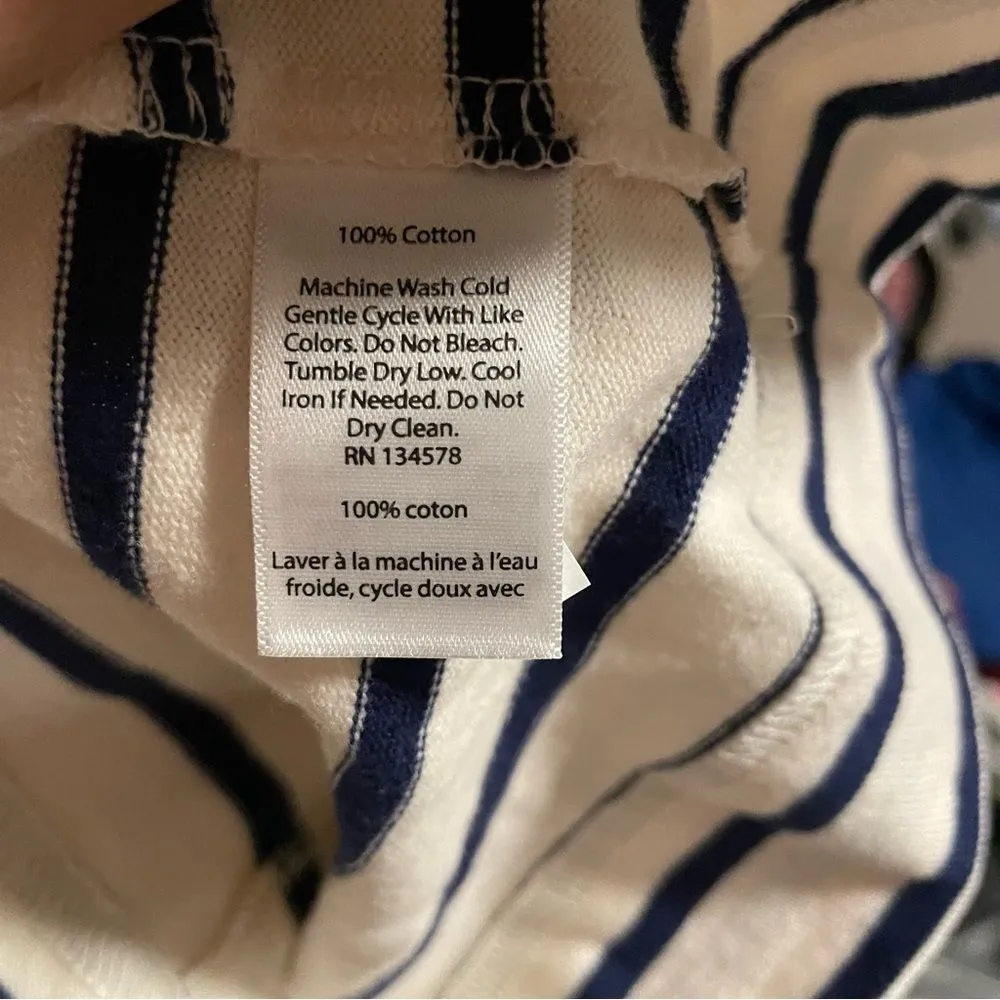 100% Cotton
Machine Wash Cold
Gentle Cycle With Like
Colors. Do Not Bleach.
Tumble Dry Low. Cool
Iron If Needed. Do Not
Dry Clean.
RN 134578
100% coton
Laver à la machine à l'eau
froide, cycle doux avec